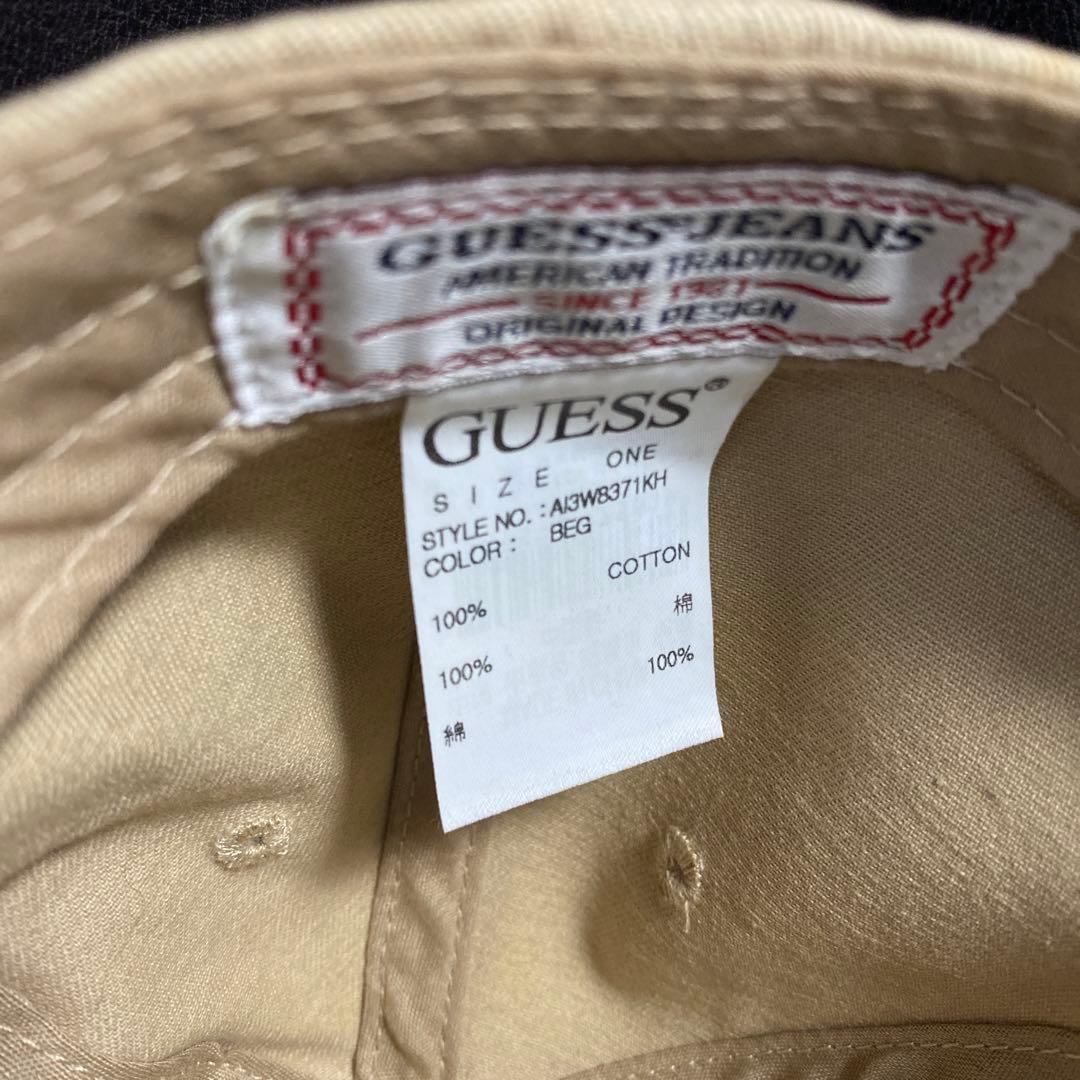 GUESS®JEANS
AMERICAN TRADITION
SINCE 1981
ORIGINAL DESIGN
GUESS®
SIZE ONE
STYLE NO. : AI3W8371KH
COLOR : BEG
100% COTTON
100% 棉
綿 100%